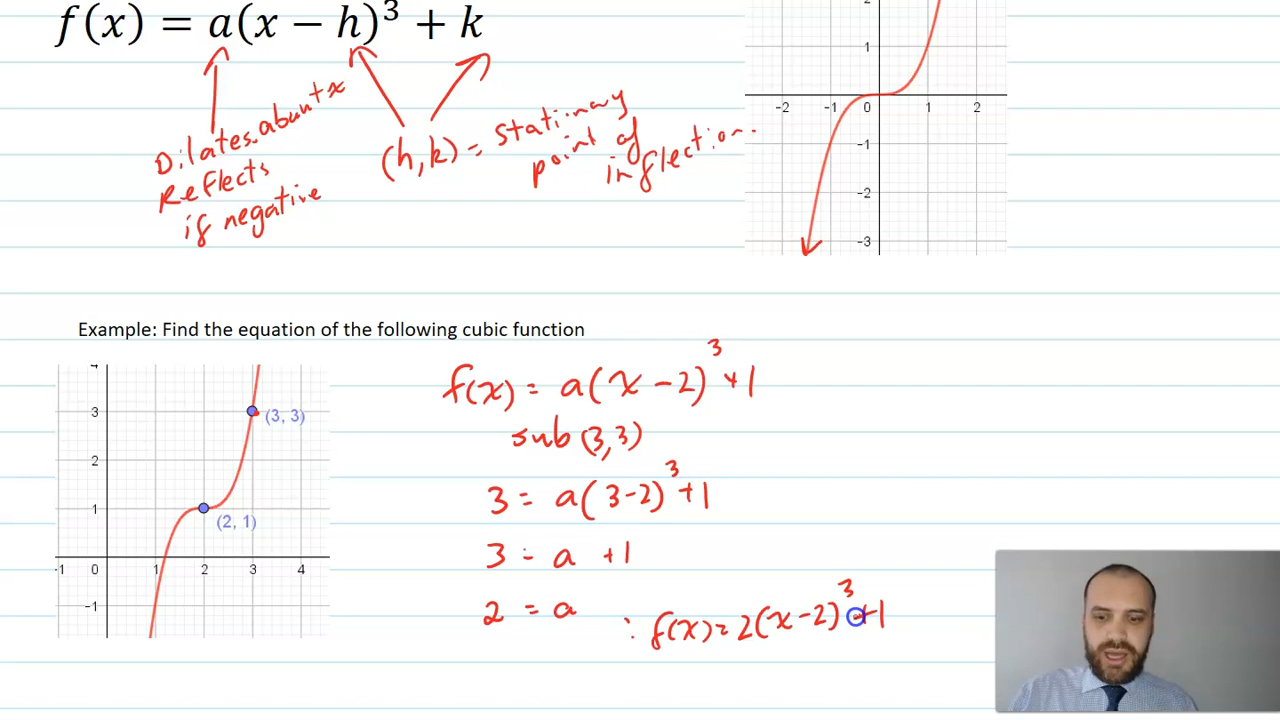 f(x) = a(x − h)³ + k
Dilates about x
Reflects
if negative
(h,k) = Stationary
point of
inflection.
2
1
-2 -1 0 1 2
-1
-2
-3
Example: Find the equation of the following cubic function
4
3
(3, 3)
2
1
(2, 1)
-1 0 1 2 3 4
-1
f(x) = a(x-2)³+1
sub (3,3)
3 = a(3-2)³+1
3 = a +1
2 = a
∴ f(x)=2(x-2)³+1